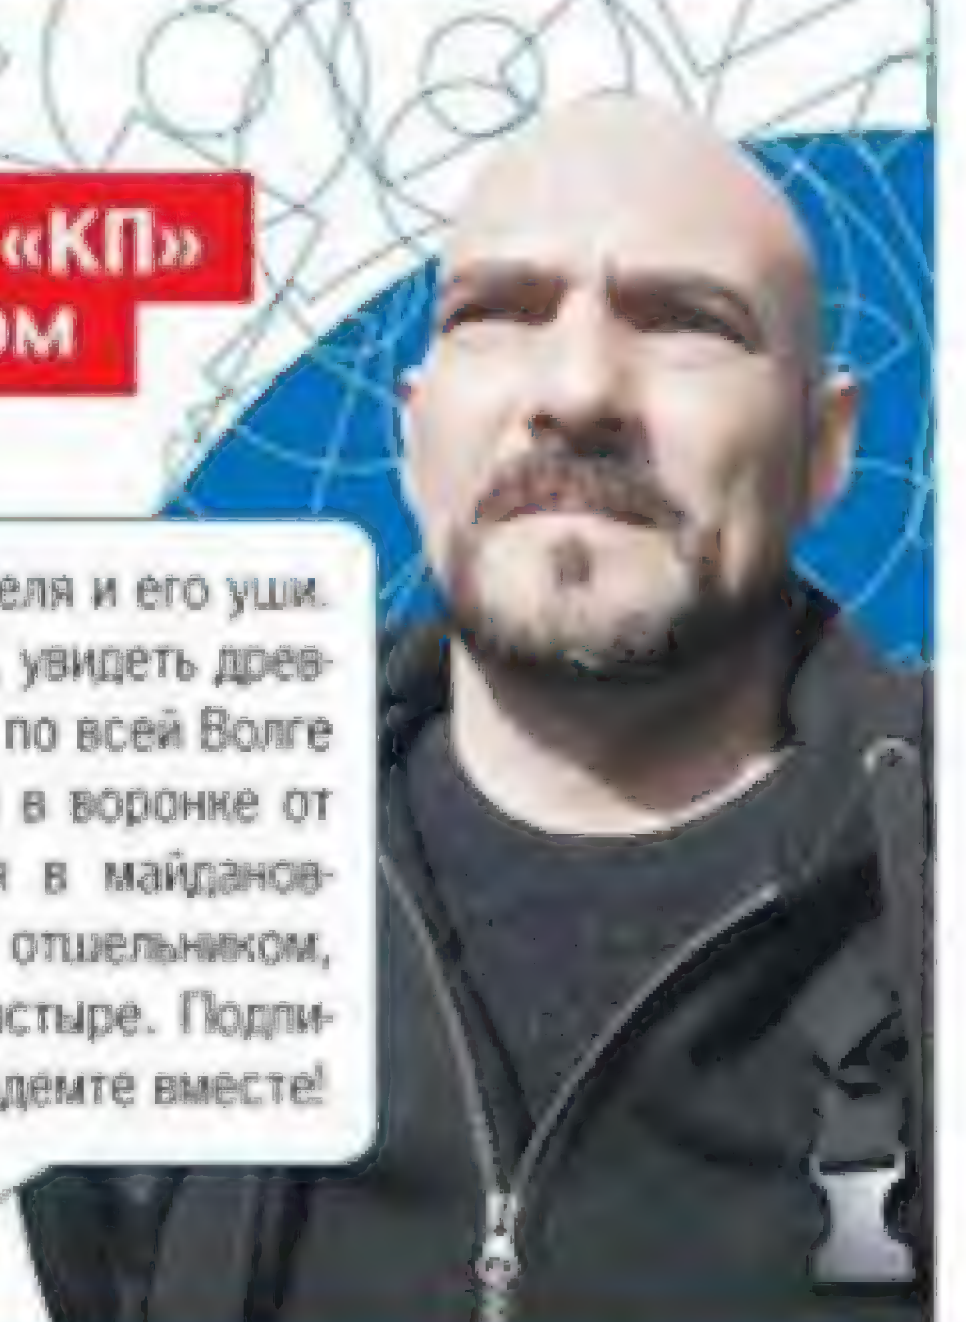 «КП»
ом
еля и его уши.
увидеть древ-
по всей Волге
в воронке от
в майданов-
отшельником,
стыре. Подпи-
демте вместе!